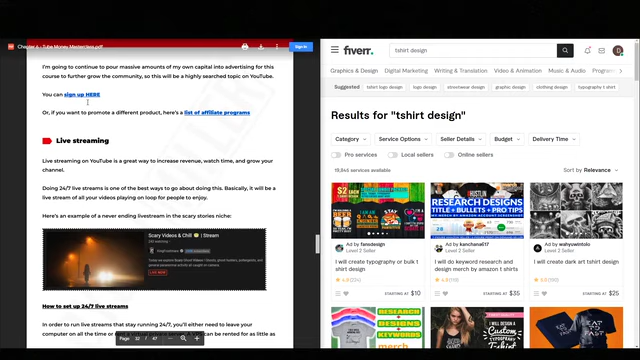 Chapter 6 - Tube Money Masterclass.pdf
Sign in
I'm going to continue to pour massive amounts of my own capital into advertising for this
course to further grow the community, so this will be a highly searched topic on YouTube.
You can sign up HERE
Or, if you want to promote a different product, here's a list of affiliate programs
Live streaming
Live streaming on YouTube is a great way to increase revenue, watch time, and grow your
channel.
Doing 24/7 live streams is one of the best ways to go about doing this. Basically, it will be a
live stream of all your videos playing on loop for people to enjoy.
Here's an example of a never ending livestream in the scary stories niche:
Scary Videos & Chill
| Stream
LIVE NOW
How to set up 24/7 live streams
In order to run live streams that stay running 24/7, you'll either need to leave your
computer on all the time or
Page 32 / 47
fiverr.
tshirt design
D
Graphics & Design
Digital Marketing
Writing & Translation
Video & Animation
Music & Audio
Program
Suggested
tshirt logo design
logo design
streetwear design
graphic design
clothing design
typography t shirt
Results for "tshirt design"
Category
Service Options
Seller Details
Budget
Delivery Time
Pro services
Local sellers
Online sellers
services available
Sort by Relevance
RESEARCH DESIGNS
TITLE + BULLETS + PRO TIPS
Ad by fanxdesign
Level 2 Seller
I will create typography or bulk t
shirt design
STARTING AT $10
Ad by kanchona617
Level 2 Seller
I will do keyword research and
design merch by amazon t shirts
STARTING AT $35
Ad by wahyuwintolo
Level 2 Seller
I will create dark art tshirt design
STARTING AT $25
RESEARCH
DESIGNS
KEYWORDS
merch
I WILL DESIGN A
Custom
TYPOGRAPHY
T-SHIRT